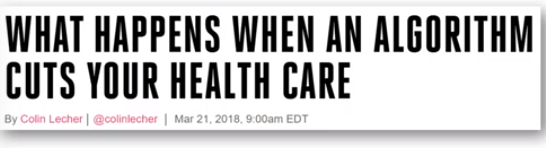 WHAT HAPPENS WHEN AN ALGORITHM
CUTS YOUR HEALTH CARE
By Colin Lecher | @colinlecher | Mar 21, 2018, 9:00am EDT